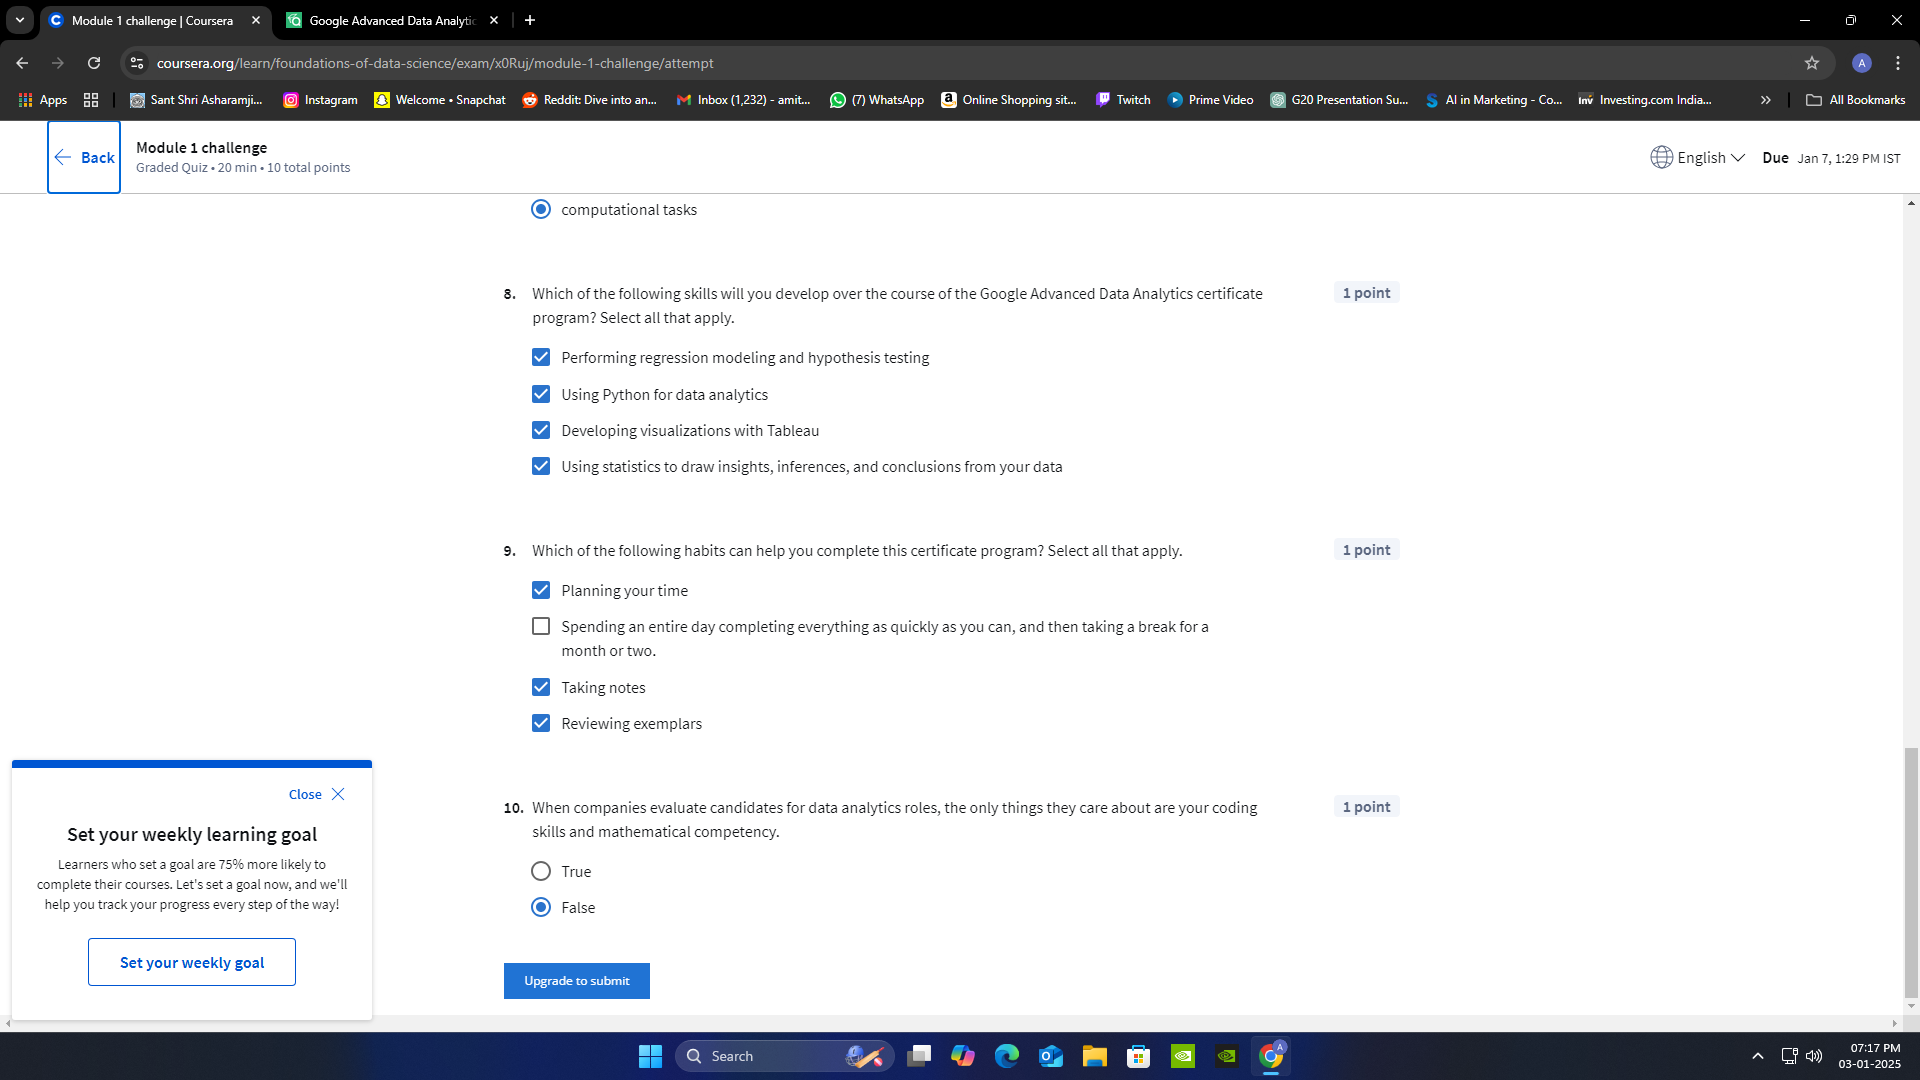 Module 1 challenge | Coursera
Google Advanced Data Analytic
coursera.org/learn/foundations-of-data-science/exam/x0Ruj/module-1-challenge/attempt
A
Apps
Sant Shri Asharamji...
Instagram
Welcome • Snapchat
Reddit: Dive into an...
Inbox (1,232) - amit...
(7) WhatsApp
Online Shopping sit...
Twitch
Prime Video
G20 Presentation Su...
AI in Marketing - Co...
Investing.com India...
All Bookmarks
Back
Module 1 challenge
Graded Quiz • 20 min • 10 total points
English
Due Jan 7, 1:29 PM IST
computational tasks
8. Which of the following skills will you develop over the course of the Google Advanced Data Analytics certificate
program? Select all that apply.
1 point
Performing regression modeling and hypothesis testing
Using Python for data analytics
Developing visualizations with Tableau
Using statistics to draw insights, inferences, and conclusions from your data
9. Which of the following habits can help you complete this certificate program? Select all that apply.
1 point
Planning your time
Spending an entire day completing everything as quickly as you can, and then taking a break for a
month or two.
Taking notes
Reviewing exemplars
10. When companies evaluate candidates for data analytics roles, the only things they care about are your coding
skills and mathematical competency.
1 point
True
False
Upgrade to submit
Close
Set your weekly learning goal
Learners who set a goal are 75% more likely to
complete their courses. Let's set a goal now, and we'll
help you track your progress every step of the way!
Set your weekly goal
Search
07:17 PM
03-01-2025